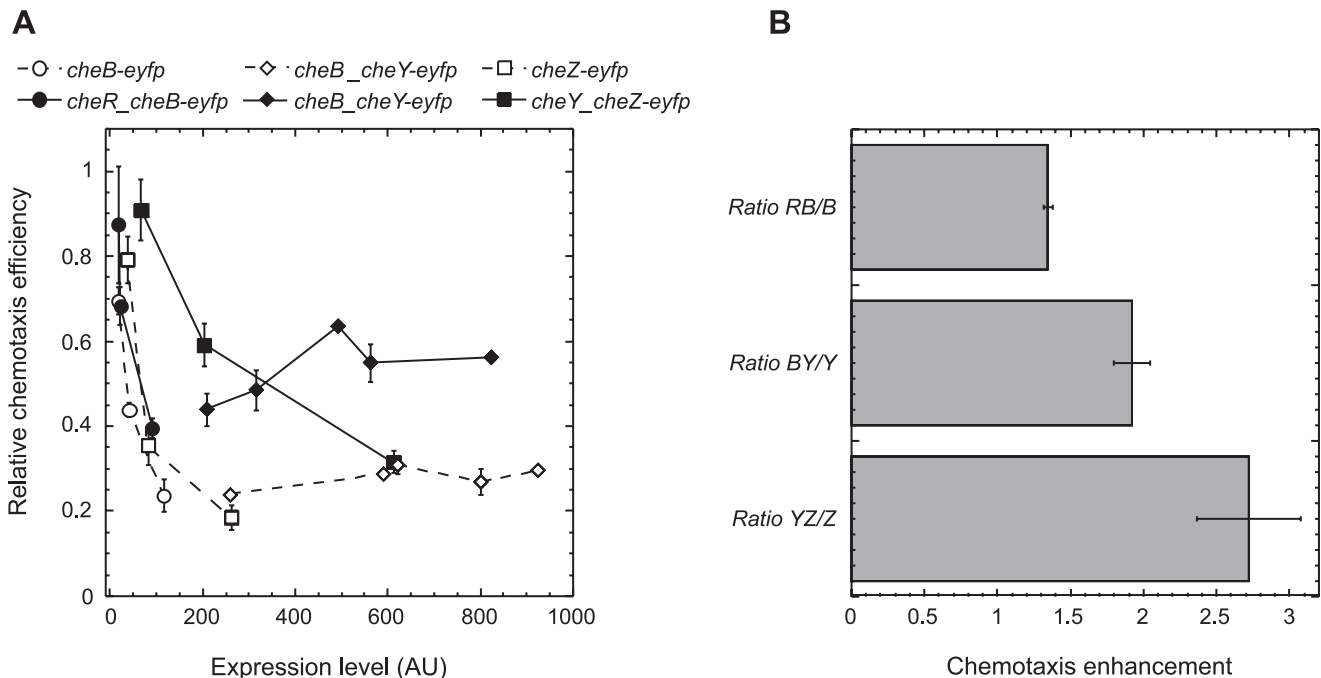 A
cheB-eyfp cheB_cheY-eyfp cheZ-eyfp
cheR_cheB-eyfp cheB_cheY-eyfp cheY_cheZ-eyfp
Relative chemotaxis efficiency
1
0.8
0.6
0.4
0.2
0
0 200 400 600 800 1000
Expression level (AU)
B
Ratio RB/B
Ratio BY/Y
Ratio YZ/Z
0 0.5 1 1.5 2 2.5 3
Chemotaxis enhancement